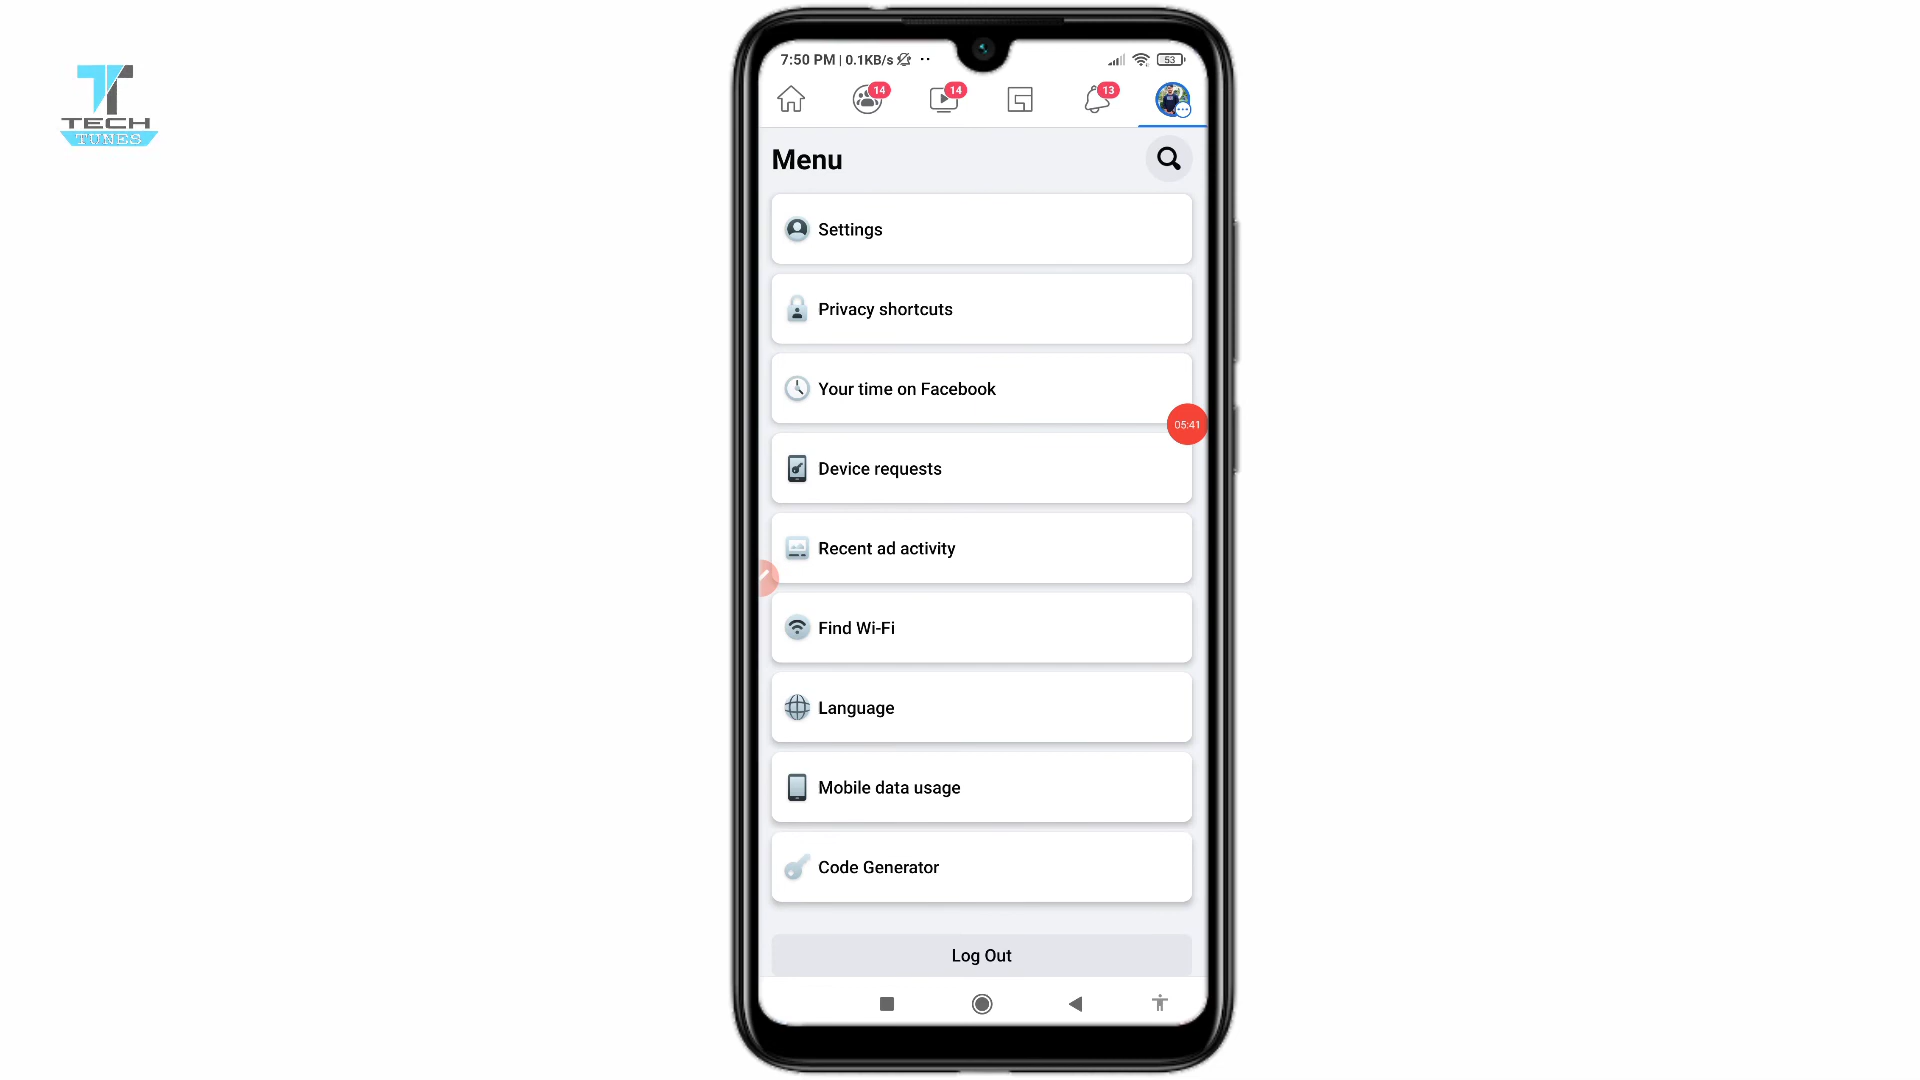 TECH
TUNES
7:50 PM | 0.1KB/s
53
14
14
13
Menu
Settings
Privacy shortcuts
Your time on Facebook
05:41
Device requests
Recent ad activity
Find Wi-Fi
Language
Mobile data usage
Code Generator
Log Out